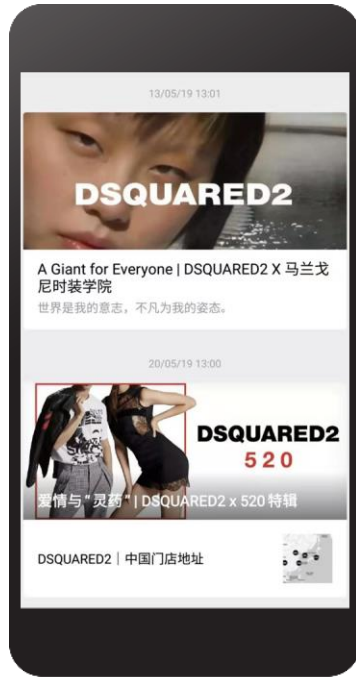 13/05/19 13:01
DSQUARED2
A Giant for Everyone | DSQUARED2 X 马兰戈
尼时装学院
世界是我的意志，不凡为我的姿态。
20/05/19 13:00
DSQUARED2
520
爱情与“灵药” | DSQUARED2 x 520 特辑
DSQUARED2｜中国门店地址